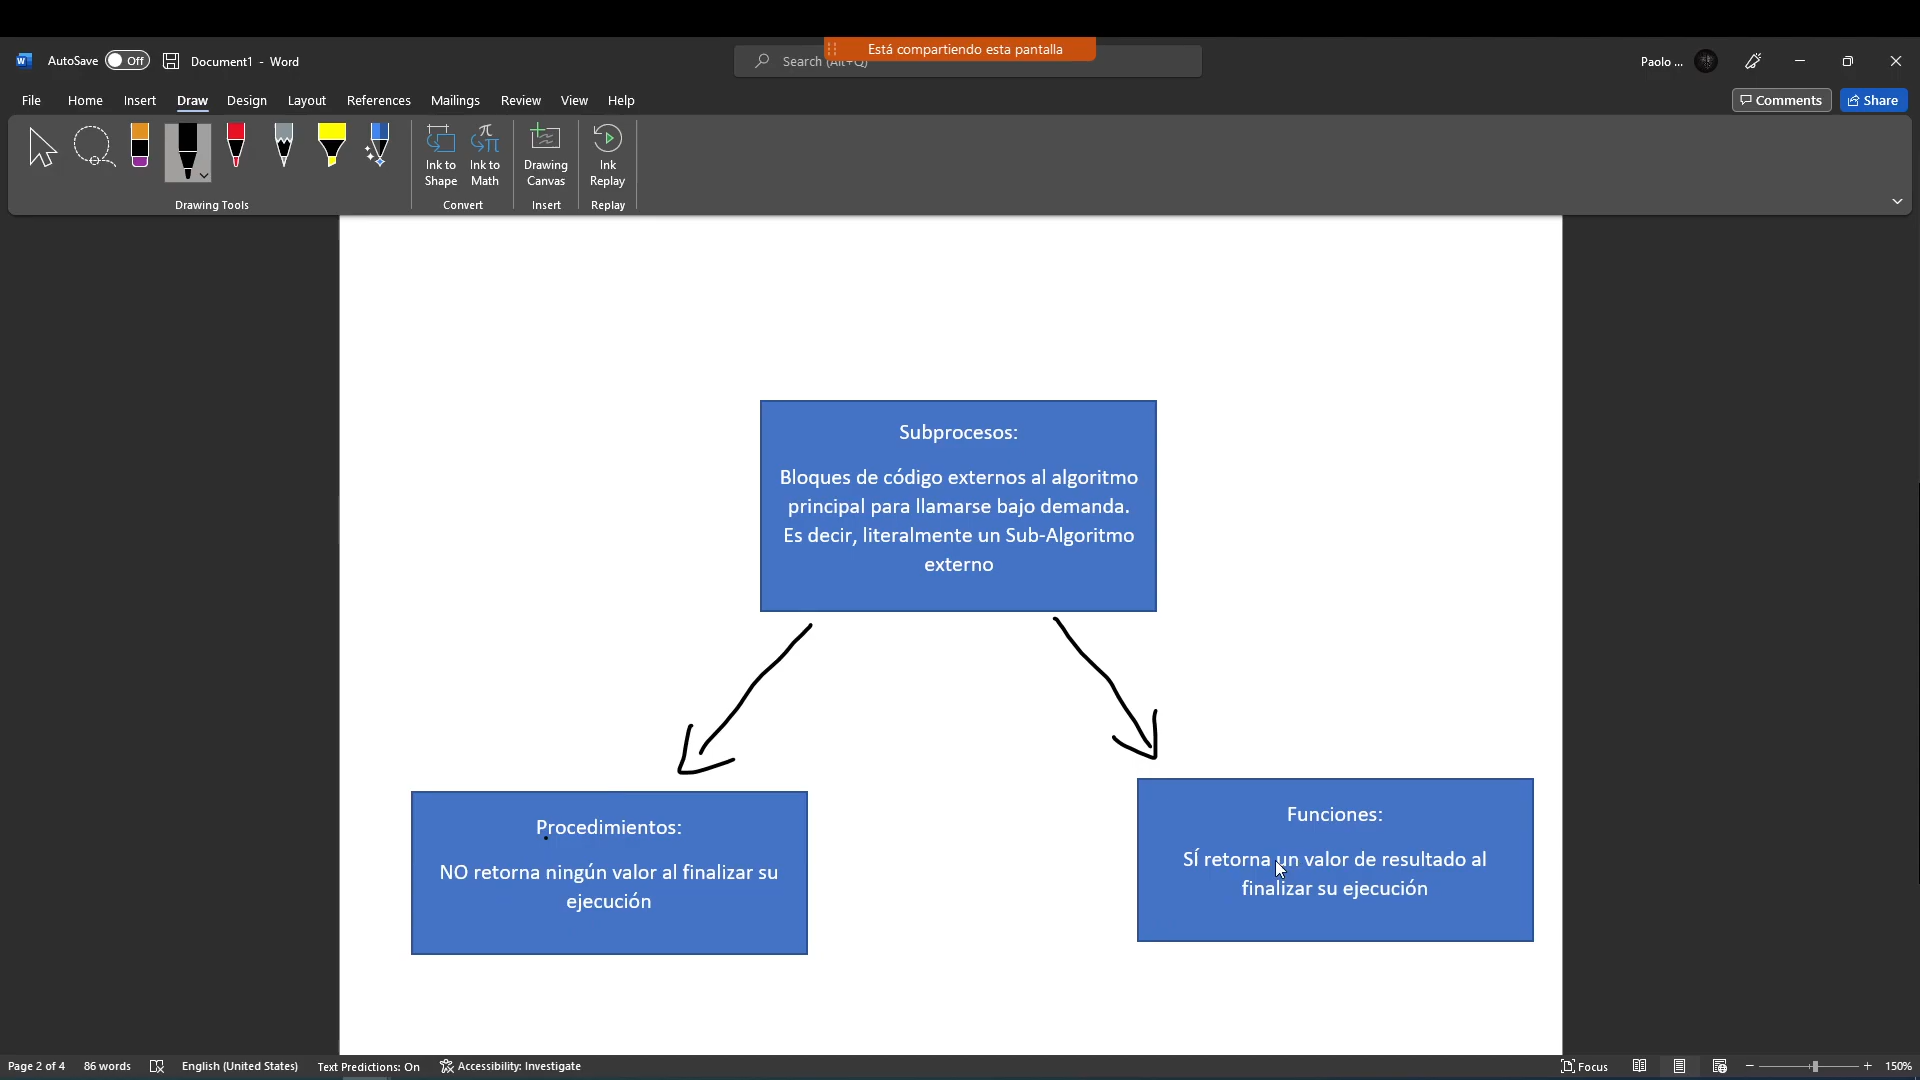 Está compartiendo esta pantalla
AutoSave Off Document1 - Word
Search (Alt+Q)
Paolo ...
File Home Insert Draw Design Layout References Mailings Review View Help
Comments Share
Ink to Shape
Ink to Math
Drawing Canvas
Ink Replay
Drawing Tools Convert Insert Replay
Subprocesos:
Bloques de código externos al algoritmo
principal para llamarse bajo demanda.
Es decir, literalmente un Sub-Algoritmo
externo
Procedimientos:
NO retorna ningún valor al finalizar su
ejecución
Funciones:
SÍ retorna un valor de resultado al
finalizar su ejecución
Page 2 of 4 86 words English (United States) Text Predictions: On Accessibility: Investigate Focus 150%